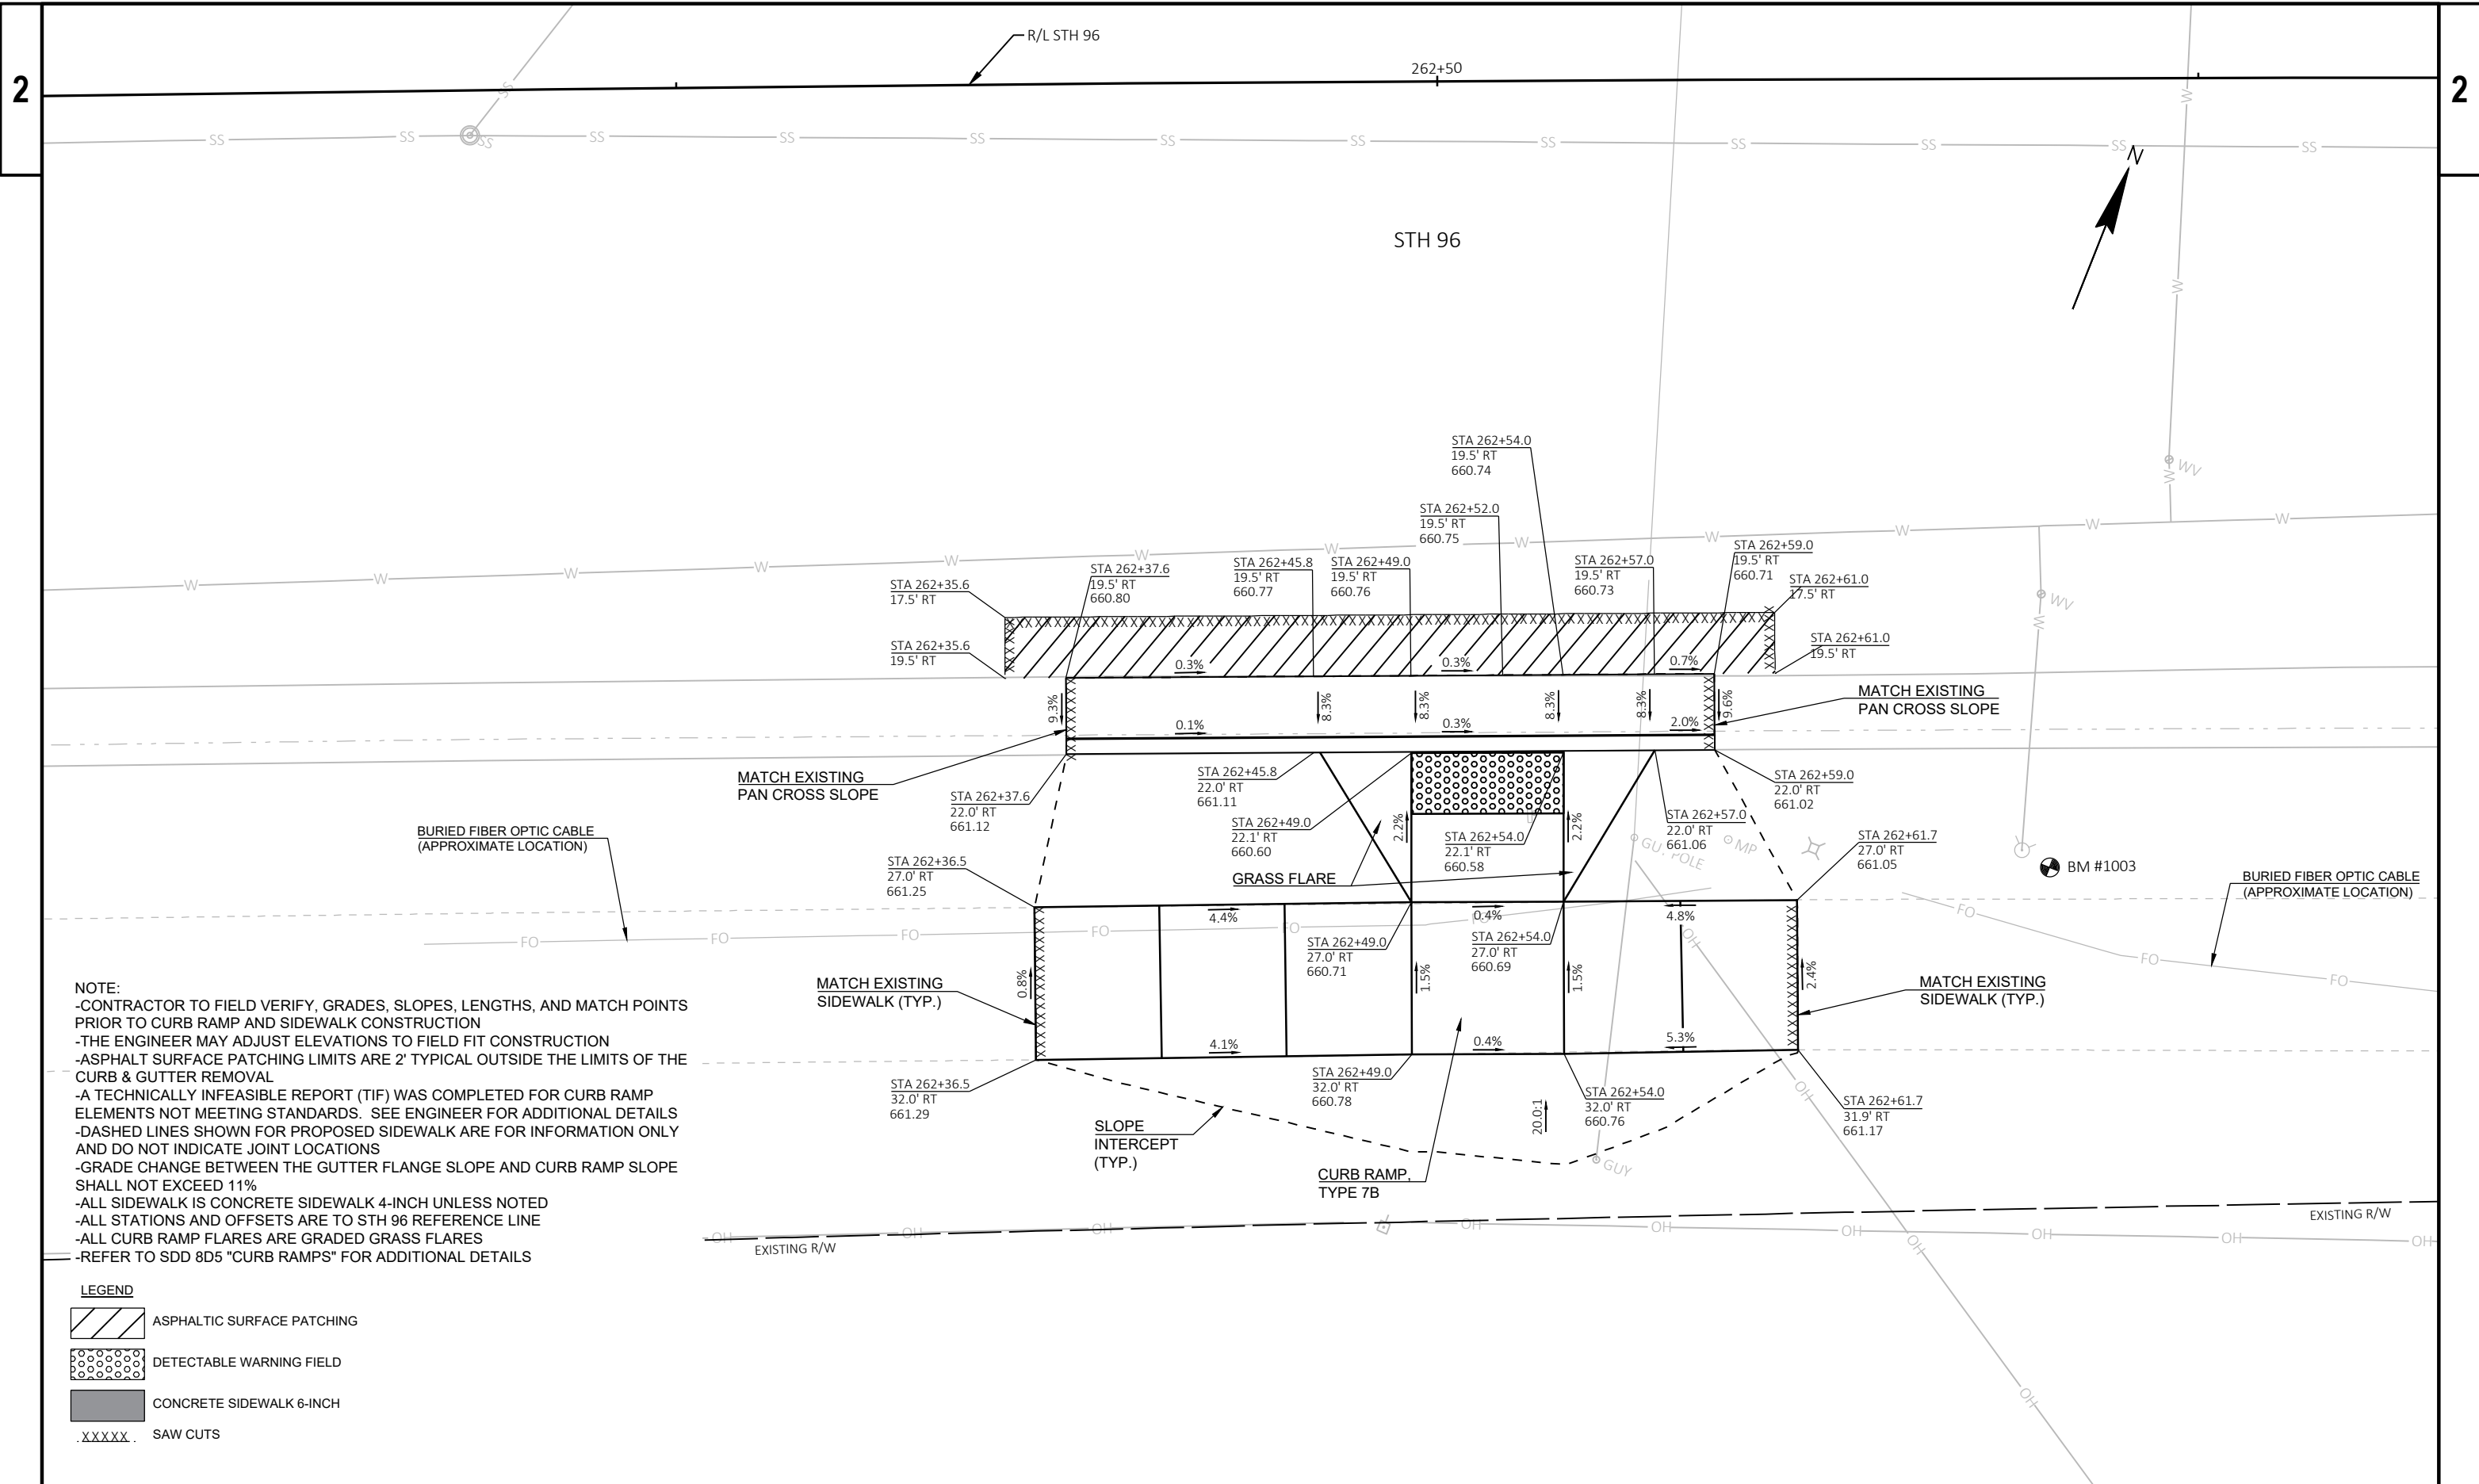 2
2
R/L STH 96
262+50
SS
SS
SS
SS
SS
SS
SS
SS
SS
SS
SS
SS
SS
SS
N
W
STH 96
W
WV
W
STA 262+54.0
19.5' RT
660.74
STA 262+52.0
19.5' RT
660.75
W
W
W
W
W
W
W
W
W
W
W
W
STA 262+35.6
17.5' RT
STA 262+37.6
19.5' RT
660.80
STA 262+45.8
19.5' RT
660.77
STA 262+49.0
19.5' RT
660.76
STA 262+57.0
19.5' RT
660.73
STA 262+59.0
19.5' RT
660.71
STA 262+61.0
17.5' RT
WV
W
STA 262+35.6
19.5' RT
STA 262+61.0
19.5' RT
0.3%
0.3%
0.7%
9.3%
8.3%
8.3%
8.3%
8.3%
9.6%
MATCH EXISTING
PAN CROSS SLOPE
0.1%
0.3%
2.0%
MATCH EXISTING
PAN CROSS SLOPE
STA 262+37.6
22.0' RT
661.12
STA 262+45.8
22.0' RT
661.11
STA 262+59.0
22.0' RT
661.02
STA 262+49.0
22.1' RT
660.60
2.2%
STA 262+54.0
22.1' RT
660.58
2.2%
STA 262+57.0
22.0' RT
661.06
MP
STA 262+61.7
27.0' RT
661.05
BM #1003
BURIED FIBER OPTIC CABLE
(APPROXIMATE LOCATION)
STA 262+36.5
27.0' RT
661.25
GRASS FLARE
BURIED FIBER OPTIC CABLE
(APPROXIMATE LOCATION)
4.4%
0.4%
4.8%
FO
FO
FO
FO
FO
FO
FO
FO
FO
OH
STA 262+49.0
27.0' RT
660.71
STA 262+54.0
27.0' RT
660.69
0.8%
1.5%
1.5%
2.4%
MATCH EXISTING
SIDEWALK (TYP.)
MATCH EXISTING
SIDEWALK (TYP.)
4.1%
0.4%
5.3%
STA 262+36.5
32.0' RT
661.29
STA 262+49.0
32.0' RT
660.78
STA 262+54.0
32.0' RT
660.76
STA 262+61.7
31.9' RT
661.17
20.0:1
OH
SLOPE
INTERCEPT
(TYP.)
GUY
CURB RAMP,
TYPE 7B
NOTE:
-CONTRACTOR TO FIELD VERIFY, GRADES, SLOPES, LENGTHS, AND MATCH POINTS
PRIOR TO CURB RAMP AND SIDEWALK CONSTRUCTION
-THE ENGINEER MAY ADJUST ELEVATIONS TO FIELD FIT CONSTRUCTION
-ASPHALT SURFACE PATCHING LIMITS ARE 2' TYPICAL OUTSIDE THE LIMITS OF THE
CURB & GUTTER REMOVAL
-A TECHNICALLY INFEASIBLE REPORT (TIF) WAS COMPLETED FOR CURB RAMP
ELEMENTS NOT MEETING STANDARDS.  SEE ENGINEER FOR ADDITIONAL DETAILS
-DASHED LINES SHOWN FOR PROPOSED SIDEWALK ARE FOR INFORMATION ONLY
AND DO NOT INDICATE JOINT LOCATIONS
-GRADE CHANGE BETWEEN THE GUTTER FLANGE SLOPE AND CURB RAMP SLOPE
SHALL NOT EXCEED 11%
-ALL SIDEWALK IS CONCRETE SIDEWALK 4-INCH UNLESS NOTED
-ALL STATIONS AND OFFSETS ARE TO STH 96 REFERENCE LINE
-ALL CURB RAMP FLARES ARE GRADED GRASS FLARES
-REFER TO SDD 8D5 "CURB RAMPS" FOR ADDITIONAL DETAILS
OH
OH
OH
OH
OH
OH
OH
OH
OH
OH
OH
EXISTING R/W
EXISTING R/W
LEGEND
ASPHALTIC SURFACE PATCHING
DETECTABLE WARNING FIELD
CONCRETE SIDEWALK 6-INCH
XXXXX SAW CUTS